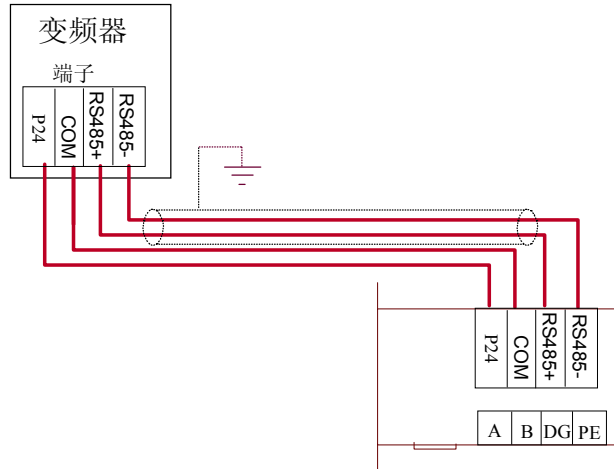 变频器
端子
P24 COM RS485+ RS485-
P24 COM RS485+ RS485-
A B DG PE